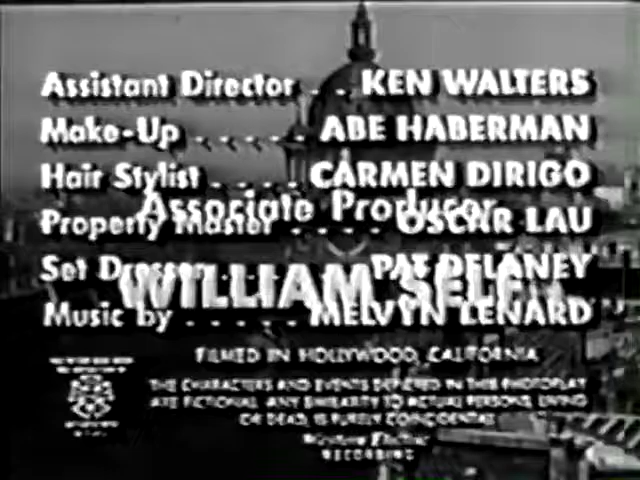 Assistant Director . . KEN WALTERS
Make-Up . . . . . ABE HABERMAN
Hair Stylist . . . . CARMEN DIRIGO
Associate Producer
Property Master . . . . OSCAR LAU
Set Dresser . . . . PAT DELANEY
WILLIAM SELF
Music by . . . . . . MELVYN LENARD
FILMED IN HOLLYWOOD, CALIFORNIA
THE CHARACTERS AND EVENTS DEPICTED IN THIS PHOTOPLAY
ARE FICTIONAL. ANY SIMILARITY TO ACTUAL PERSONS, LIVING
OR DEAD, IS PURELY COINCIDENTAL
Western Electric
RECORDING